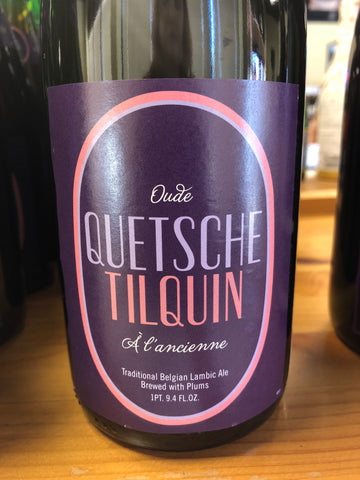 Oude
QUETSCHE
TILQUIN
À l'ancienne
Traditional Belgian Lambic Ale
Brewed with Plums
1PT. 9.4 FL.OZ.